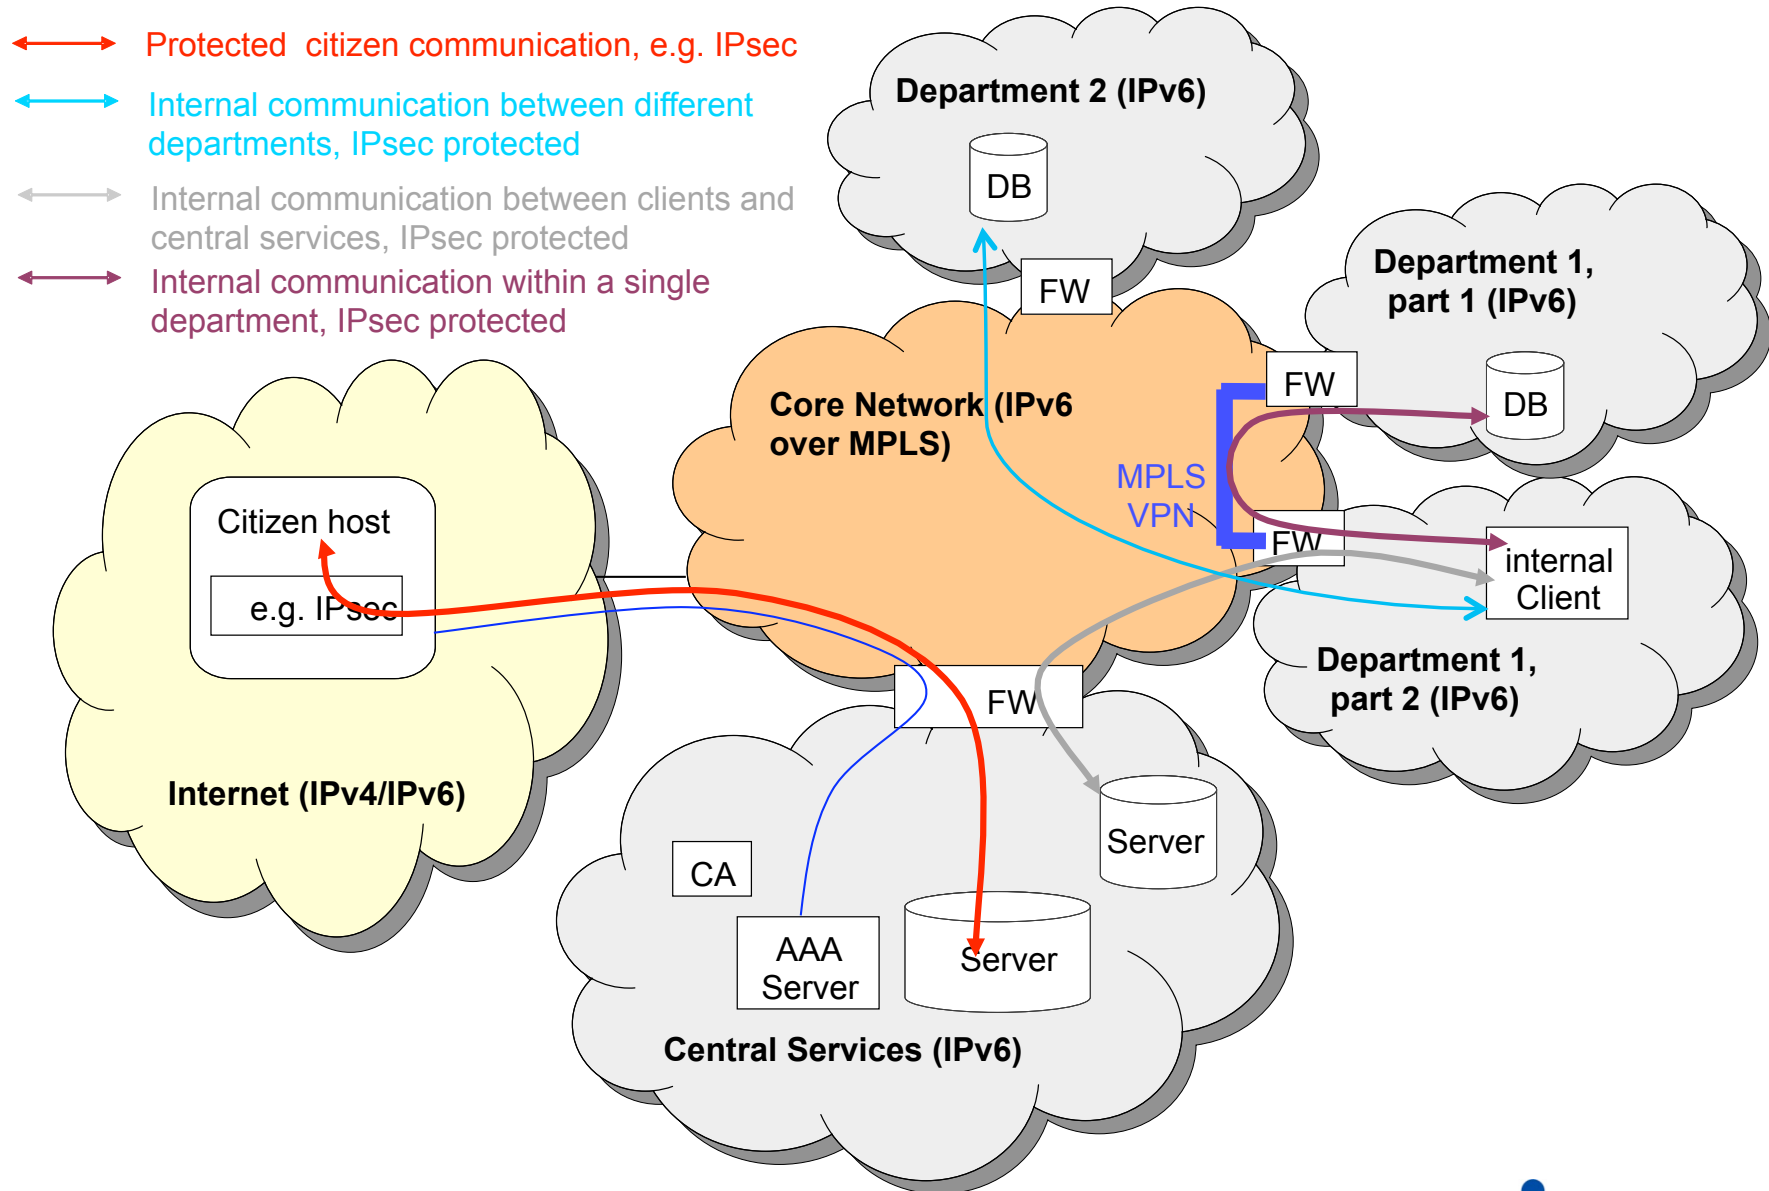 Protected citizen communication, e.g. IPsec
Internal communication between different
departments, IPsec protected
Internal communication between clients and
central services, IPsec protected
Internal communication within a single
department, IPsec protected
Department 2 (IPv6)
DB
FW
Department 1,
part 1 (IPv6)
FW
DB
Core Network (IPv6
over MPLS)
MPLS
VPN
FW
internal
Client
Department 1,
part 2 (IPv6)
Citizen host
e.g. IPsec
Internet (IPv4/IPv6)
FW
Server
CA
AAA
Server
Server
Central Services (IPv6)